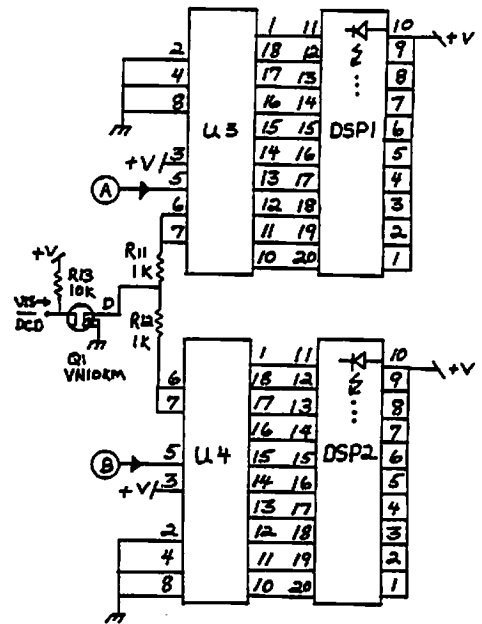 1 11 10 +V
2 18 12 9
4 17 13 8
8 16 14 7
U3 15 15 DSP1 6
+V 3 14 16 5
A 5 13 17 4
6 12 18 3
7 11 19 2
10 20 1
R11
1K
+V
R13
10K
D
DCD
Q1
VN10KM
R12
1K
1 11 10 +V
6 18 12 9
7 17 13 8
16 14 7
B 5 U4 15 15 DSP2 6
+V 3 14 16 5
13 17 4
2 12 18 3
4 11 19 2
8 10 20 1